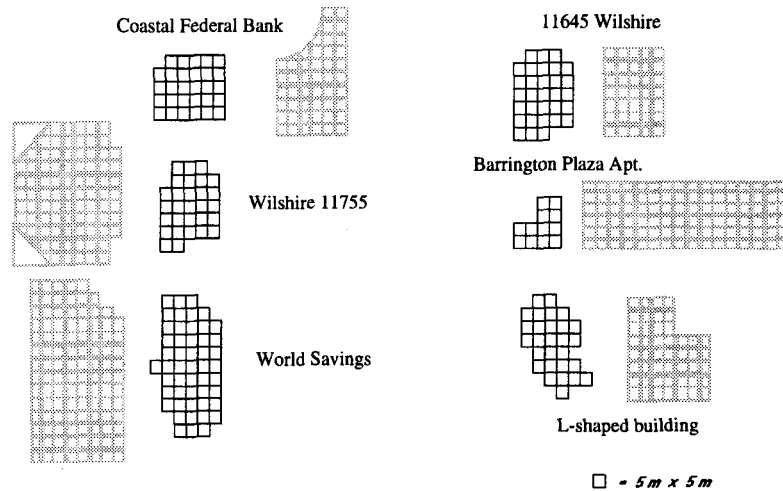 Coastal Federal Bank
11645 Wilshire
Barrington Plaza Apt.
Wilshire 11755
World Savings
L-shaped building
= 5m x 5m